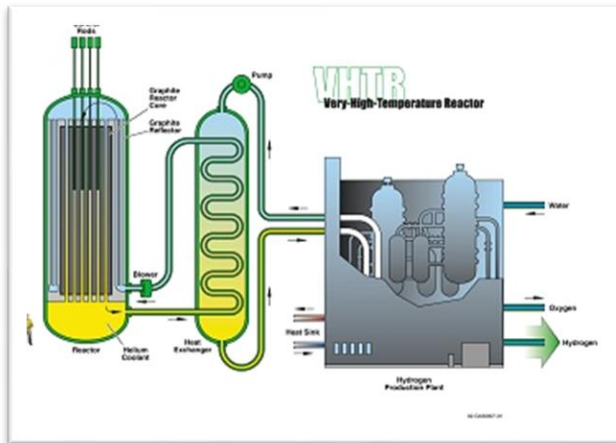 Rods
Pump
VHTR
Very-High-Temperature Reactor
Graphite
Reactor
Core
Graphite
Reflector
Water
Blower
Oxygen
Heat Sink
Hydrogen
Reactor
Helium
Coolant
Heat
Exchanger
Hydrogen
Production Plant